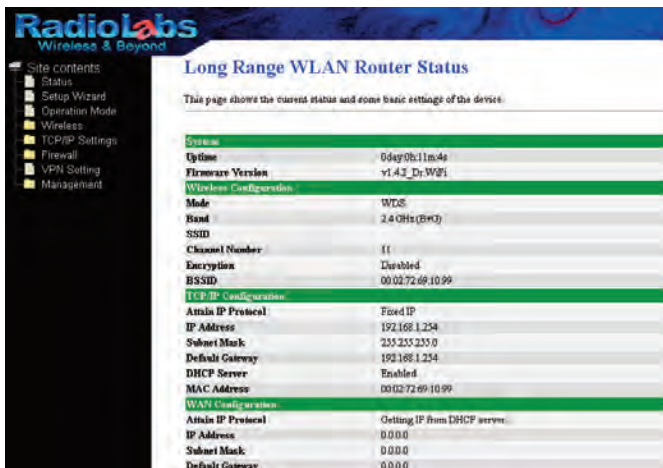 RadioLabs
Wireless & Beyond
Site contents
Status
Setup Wizard
Operation Mode
Wireless
TCP/IP Settings
Firewall
VPN Setting
Management
Long Range WLAN Router Status
This page shows the current status and some basic settings of the device.
System
Uptime 0day:0h:11m:4s
Firmware Version v1.4.2_Dr.WiFi
Wireless Configuration
Mode WDS
Band 2.4 GHz (B+G)
SSID
Channel Number 11
Encryption Disabled
BSSID 00:02:72:69:10:99
TCP/IP Configuration
Attain IP Protocol Fixed IP
IP Address 192.168.1.254
Subnet Mask 255.255.255.0
Default Gateway 192.168.1.254
DHCP Server Enabled
MAC Address 00:02:72:69:10:99
WAN Configuration
Attain IP Protocol Getting IP from DHCP server...
IP Address 0.0.0.0
Subnet Mask 0.0.0.0
Default Gateway 0.0.0.0